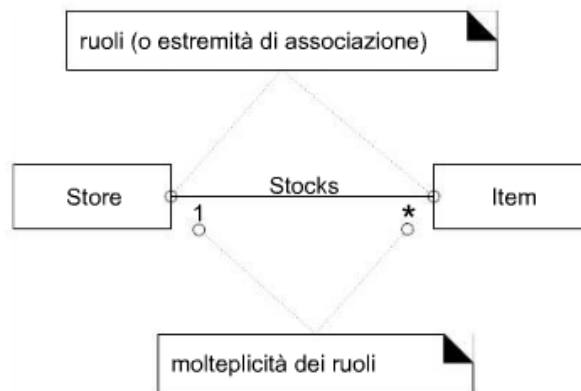 ruoli (o estremità di associazione)
Store
Stocks
Item
1
*
molteplicità dei ruoli